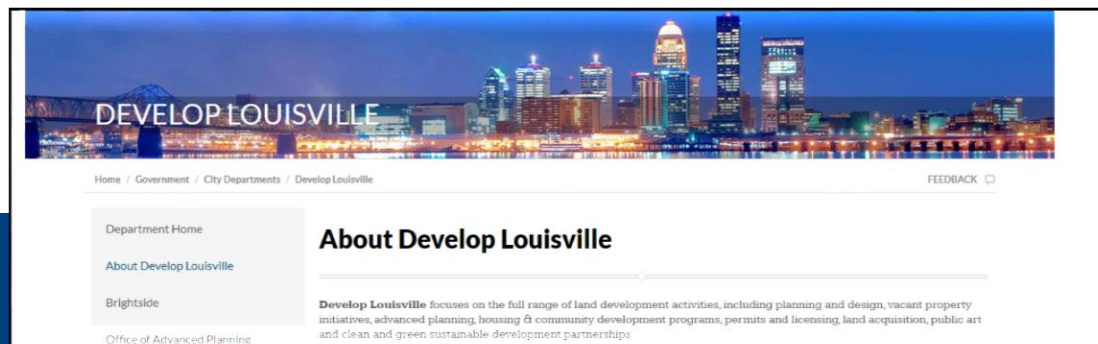 DEVELOP LOUISVILLE
Home / Government / City Departments / Develop Louisville
FEEDBACK
Department Home
About Develop Louisville
Brightside
Office of Advanced Planning
About Develop Louisville
Develop Louisville focuses on the full range of land development activities, including planning and design, vacant property
initiatives, advanced planning, housing & community development programs, permits and licensing, land acquisition, public art
and clean and green sustainable development partnerships